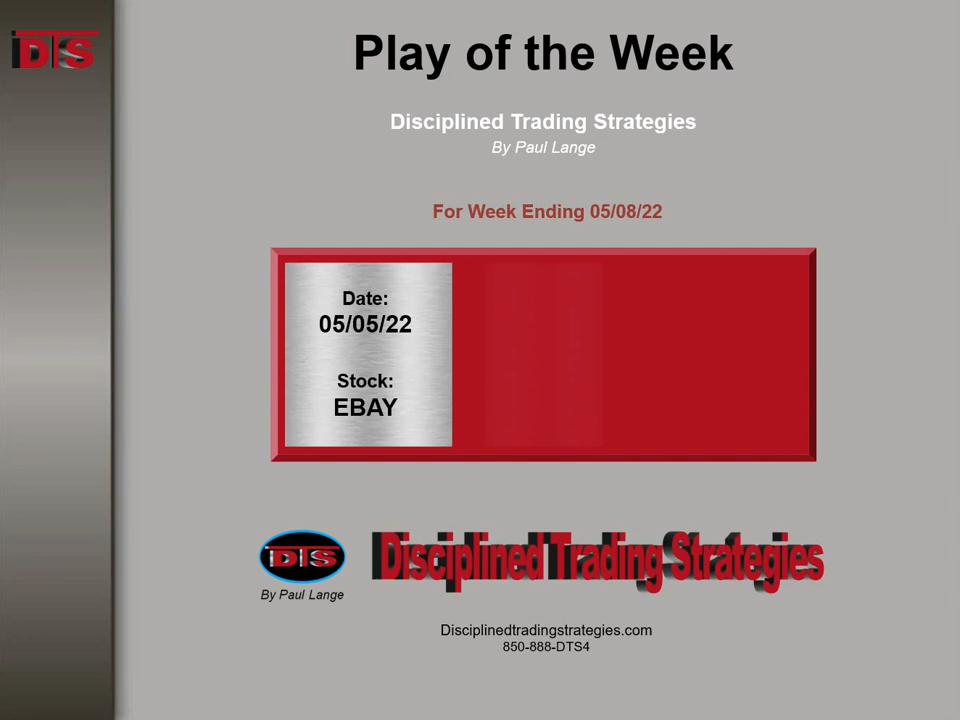 DTS
Play of the Week
Disciplined Trading Strategies
By Paul Lange
For Week Ending 05/08/22
Date:
05/05/22
Stock:
EBAY
DTS
Disciplined Trading Strategies
By Paul Lange
Disciplinedtradingstrategies.com
850-888-DTS4